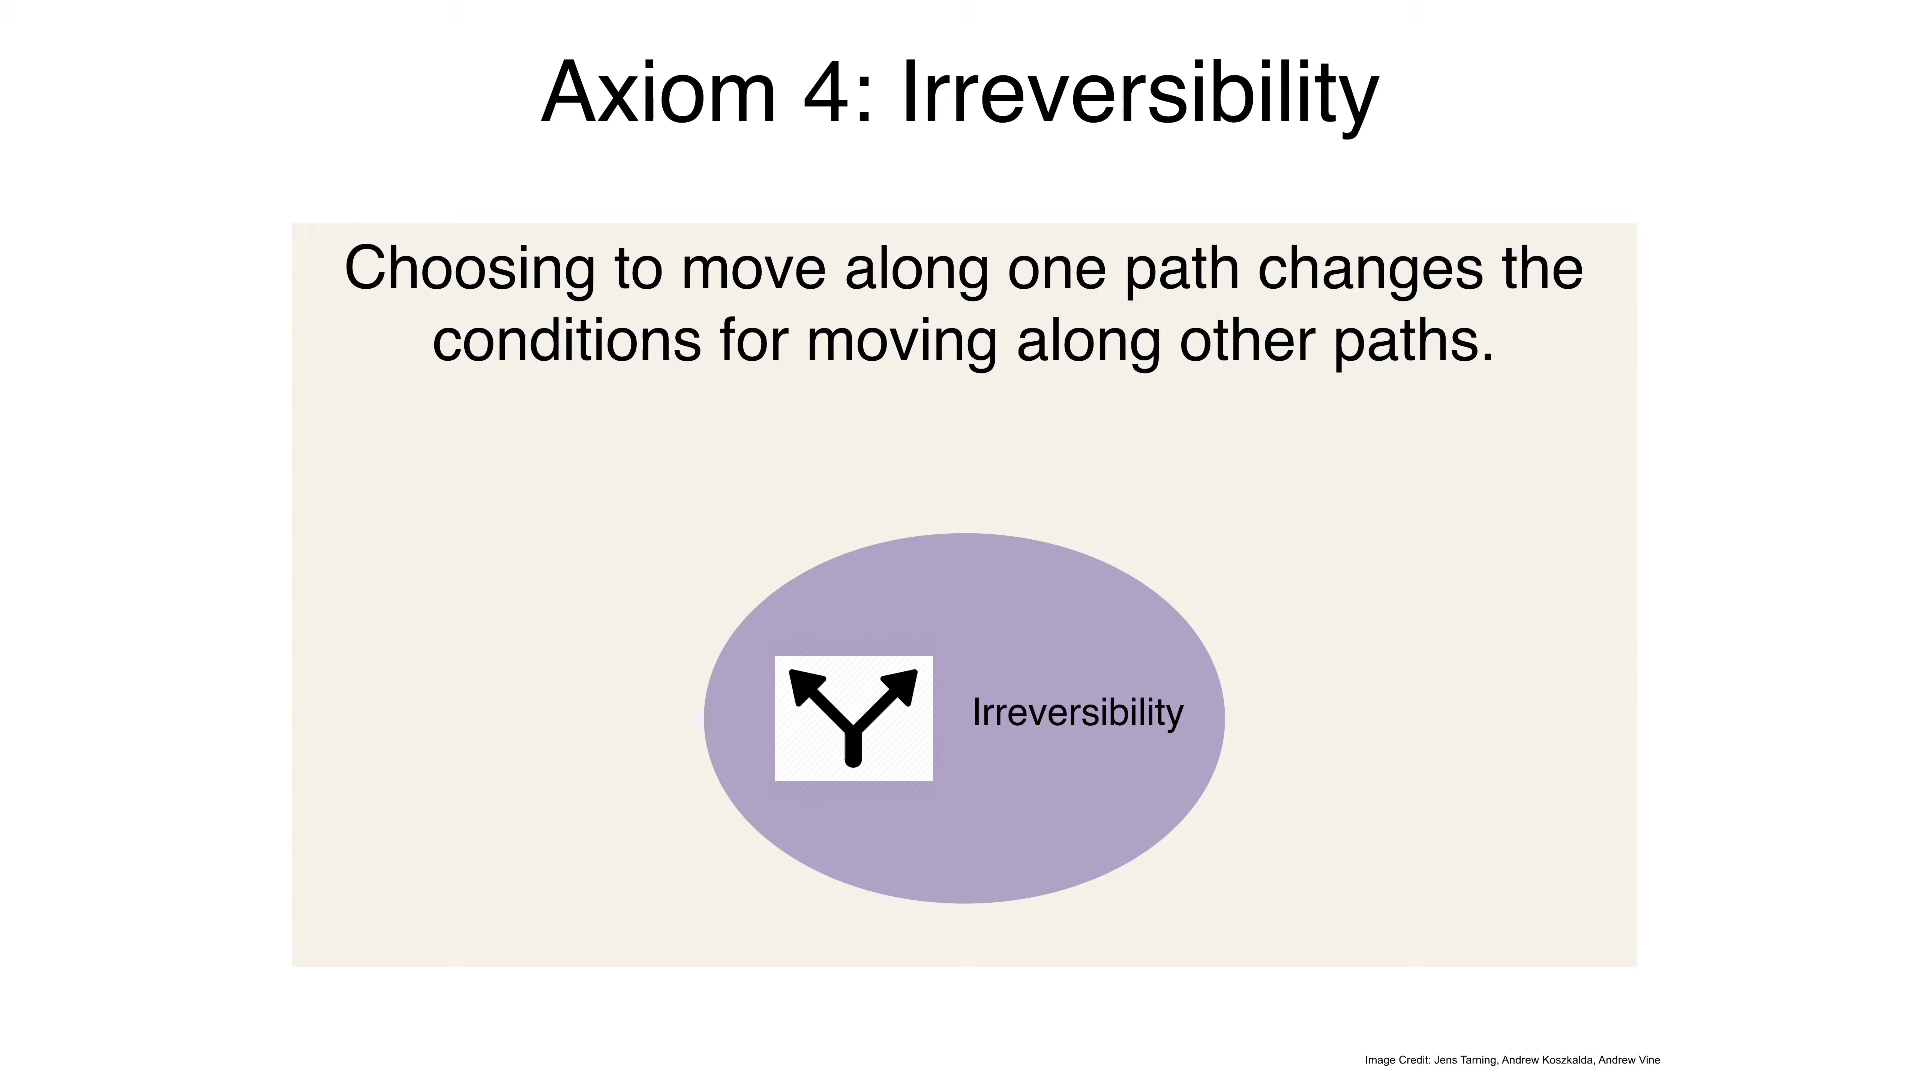 Axiom 4: Irreversibility
Choosing to move along one path changes the
conditions for moving along other paths.
Irreversibility
Image Credit: Jens Tarning, Andrew Koszkalda, Andrew Vine